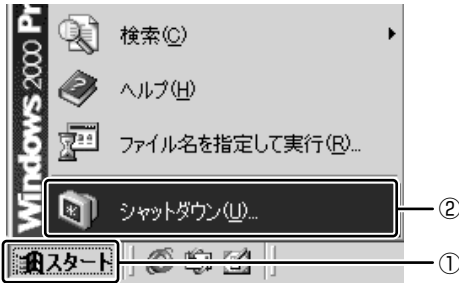 Windows 2000 Pr
検索(C)
ヘルプ(H)
ファイル名を指定して実行(R)...
シャットダウン(U)...
②
スタート
①